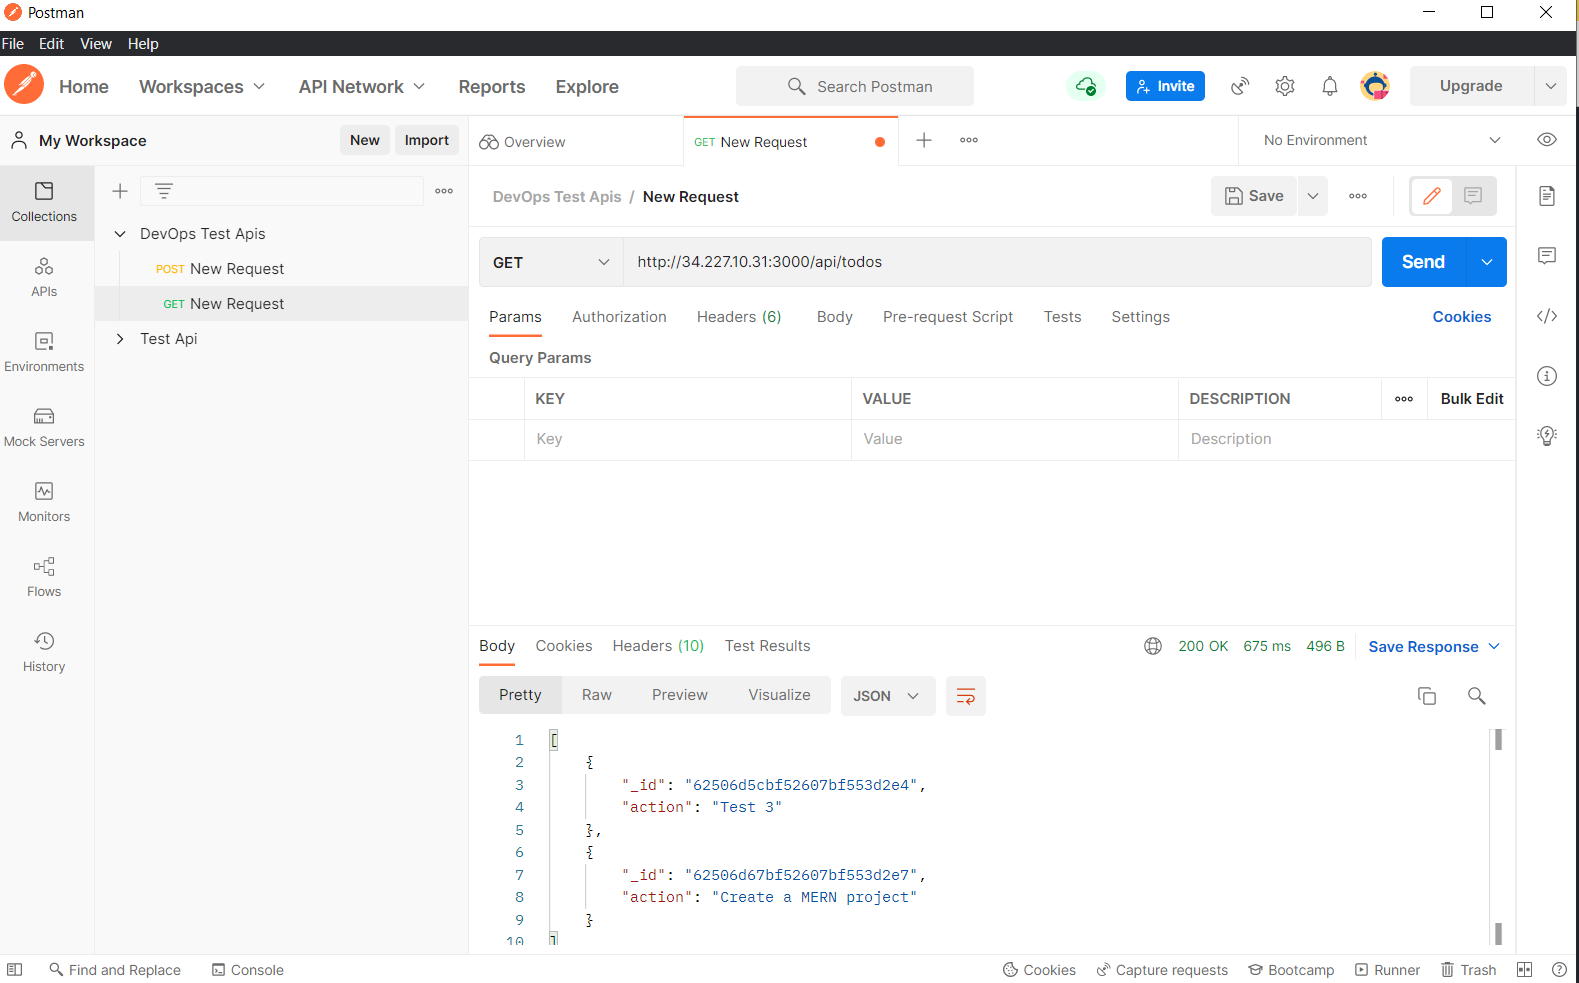 Postman
File Edit View Help
Home Workspaces API Network Reports Explore Search Postman Invite Upgrade
My Workspace New Import
Overview GET New Request No Environment
Collections
APIs
Environments
Mock Servers
Monitors
Flows
History
DevOps Test Apis
POST New Request
GET New Request
Test Api
DevOps Test Apis / New Request Save
GET http://34.227.10.31:3000/api/todos Send
Params Authorization Headers (6) Body Pre-request Script Tests Settings Cookies
Query Params
KEY VALUE DESCRIPTION Bulk Edit
Key Value Description
Body Cookies Headers (10) Test Results 200 OK 675 ms 496 B Save Response
Pretty Raw Preview Visualize JSON
1 [
2 {
3 "_id": "62506d5cbf52607bf553d2e4",
4 "action": "Test 3"
5 },
6 {
7 "_id": "62506d67bf52607bf553d2e7",
8 "action": "Create a MERN project"
9 }
10 ]
Find and Replace Console Cookies Capture requests Bootcamp Runner Trash